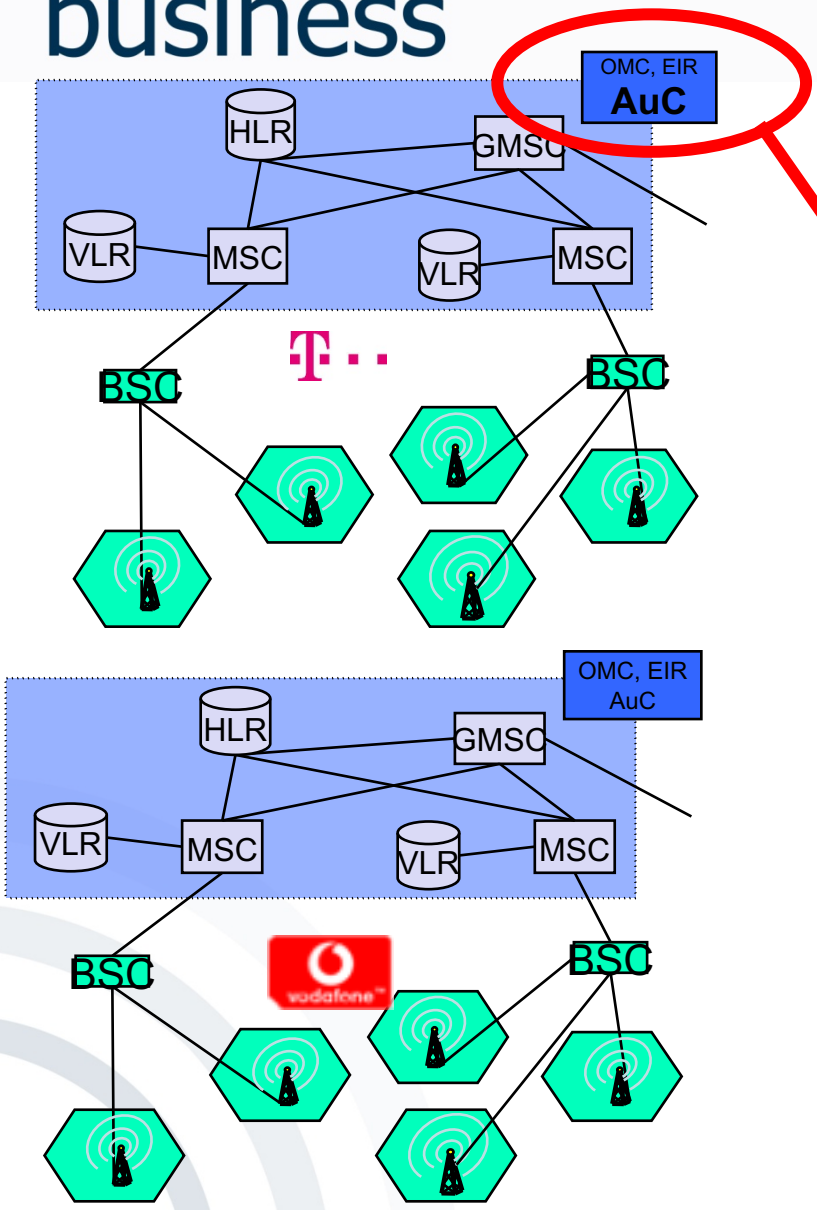 business
OMC, EIR
AuC
HLR
GMSC
VLR
MSC
VLR
MSC
T··
BSC
BSC
OMC, EIR
AuC
HLR
GMSC
VLR
MSC
VLR
MSC
BSC
vodafone™
BSC